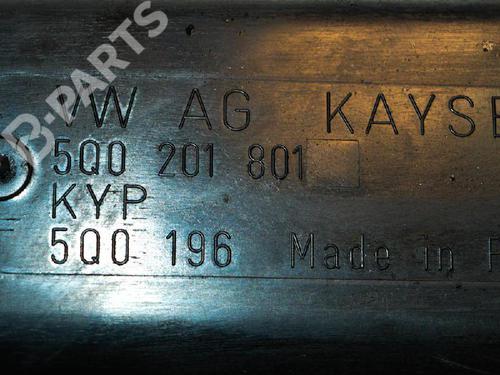 B-PARTS
VW AG KAYSE
5Q0 201 801
KYP
5Q0 196 Made in